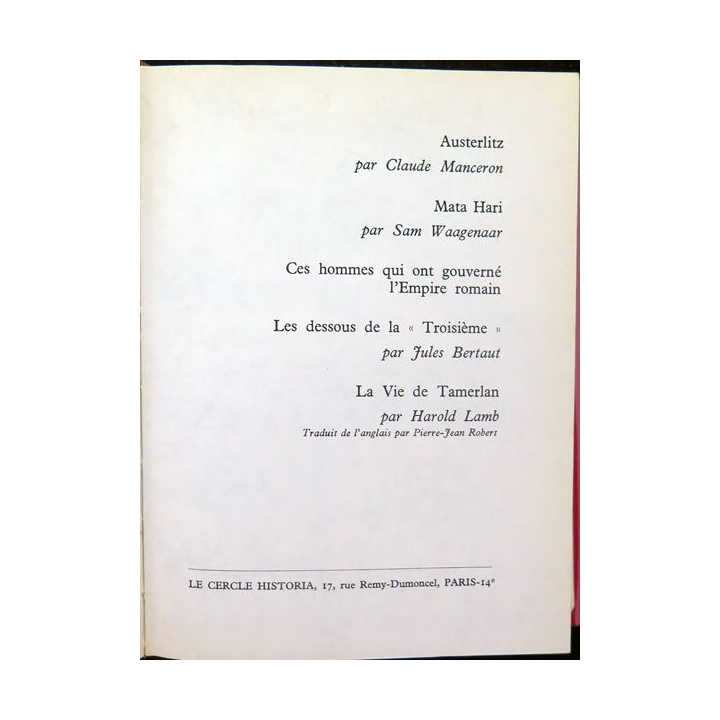 Austerlitz
par Claude Manceron
Mata Hari
par Sam Waagenaar
Ces hommes qui ont gouverné
l'Empire romain
Les dessous de la « Troisième »
par Jules Bertaut
La Vie de Tamerlan
par Harold Lamb
Traduit de l'anglais par Pierre-Jean Robert
LE CERCLE HISTORIA, 17, rue Remy-Dumoncel, PARIS-14e